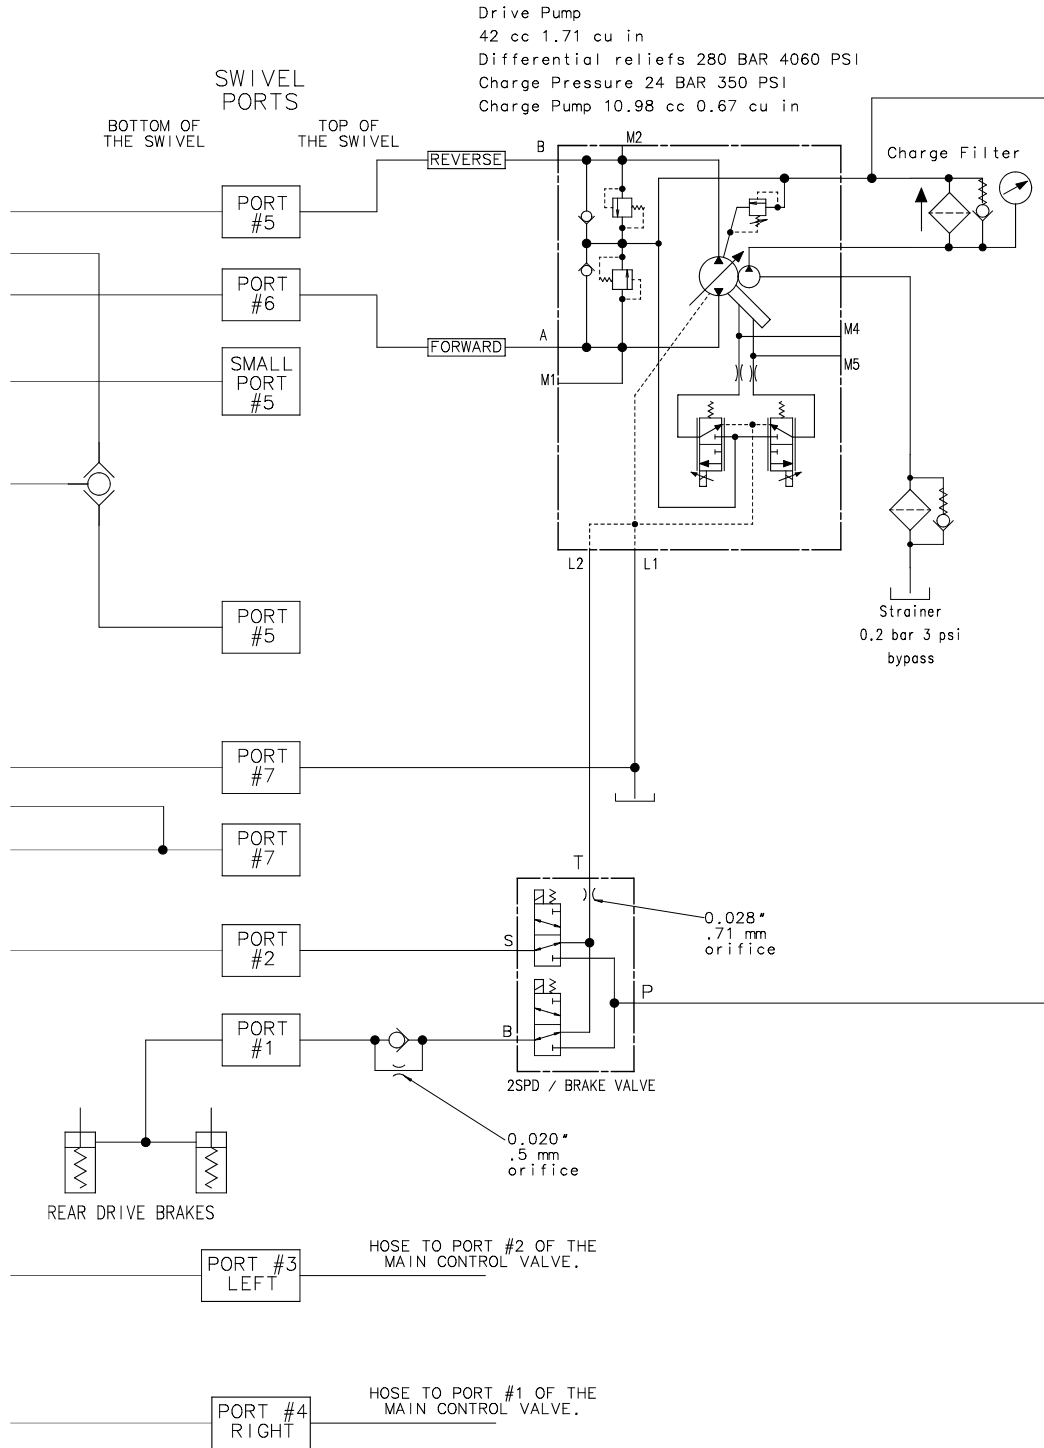 Drive Pump
42 cc 1.71 cu in
Differential reliefs 280 BAR 4060 PSI
Charge Pressure 24 BAR 350 PSI
Charge Pump 10.98 cc 0.67 cu in
SWIVEL
PORTS
BOTTOM OF
THE SWIVEL
TOP OF
THE SWIVEL
REVERSE
B
M2
Charge Filter
PORT
#5
PORT
#6
FORWARD
A
M1
M4
M5
SMALL
PORT
#5
L2
L1
Strainer
0.2 bar 3 psi
bypass
PORT
#5
PORT
#7
PORT
#7
T
0.028"
.71 mm
orifice
PORT
#2
S
P
PORT
#1
B
2SPD / BRAKE VALVE
0.020"
.5 mm
orifice
REAR DRIVE BRAKES
PORT #3
LEFT
HOSE TO PORT #2 OF THE
MAIN CONTROL VALVE.
PORT #4
RIGHT
HOSE TO PORT #1 OF THE
MAIN CONTROL VALVE.